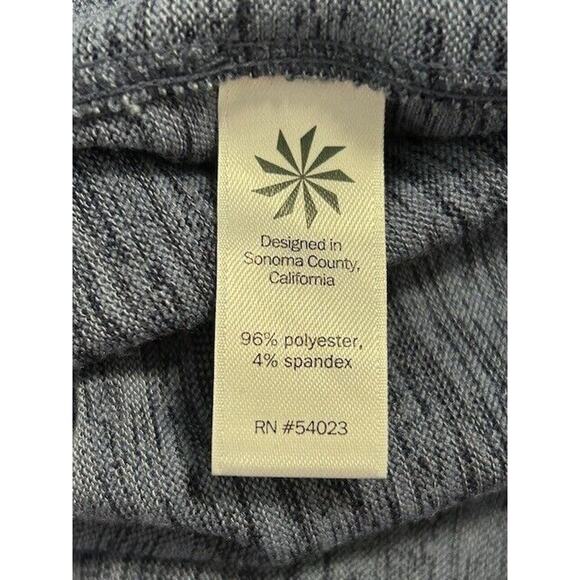 Designed in
Sonoma County,
California
96% polyester,
4% spandex
RN #54023